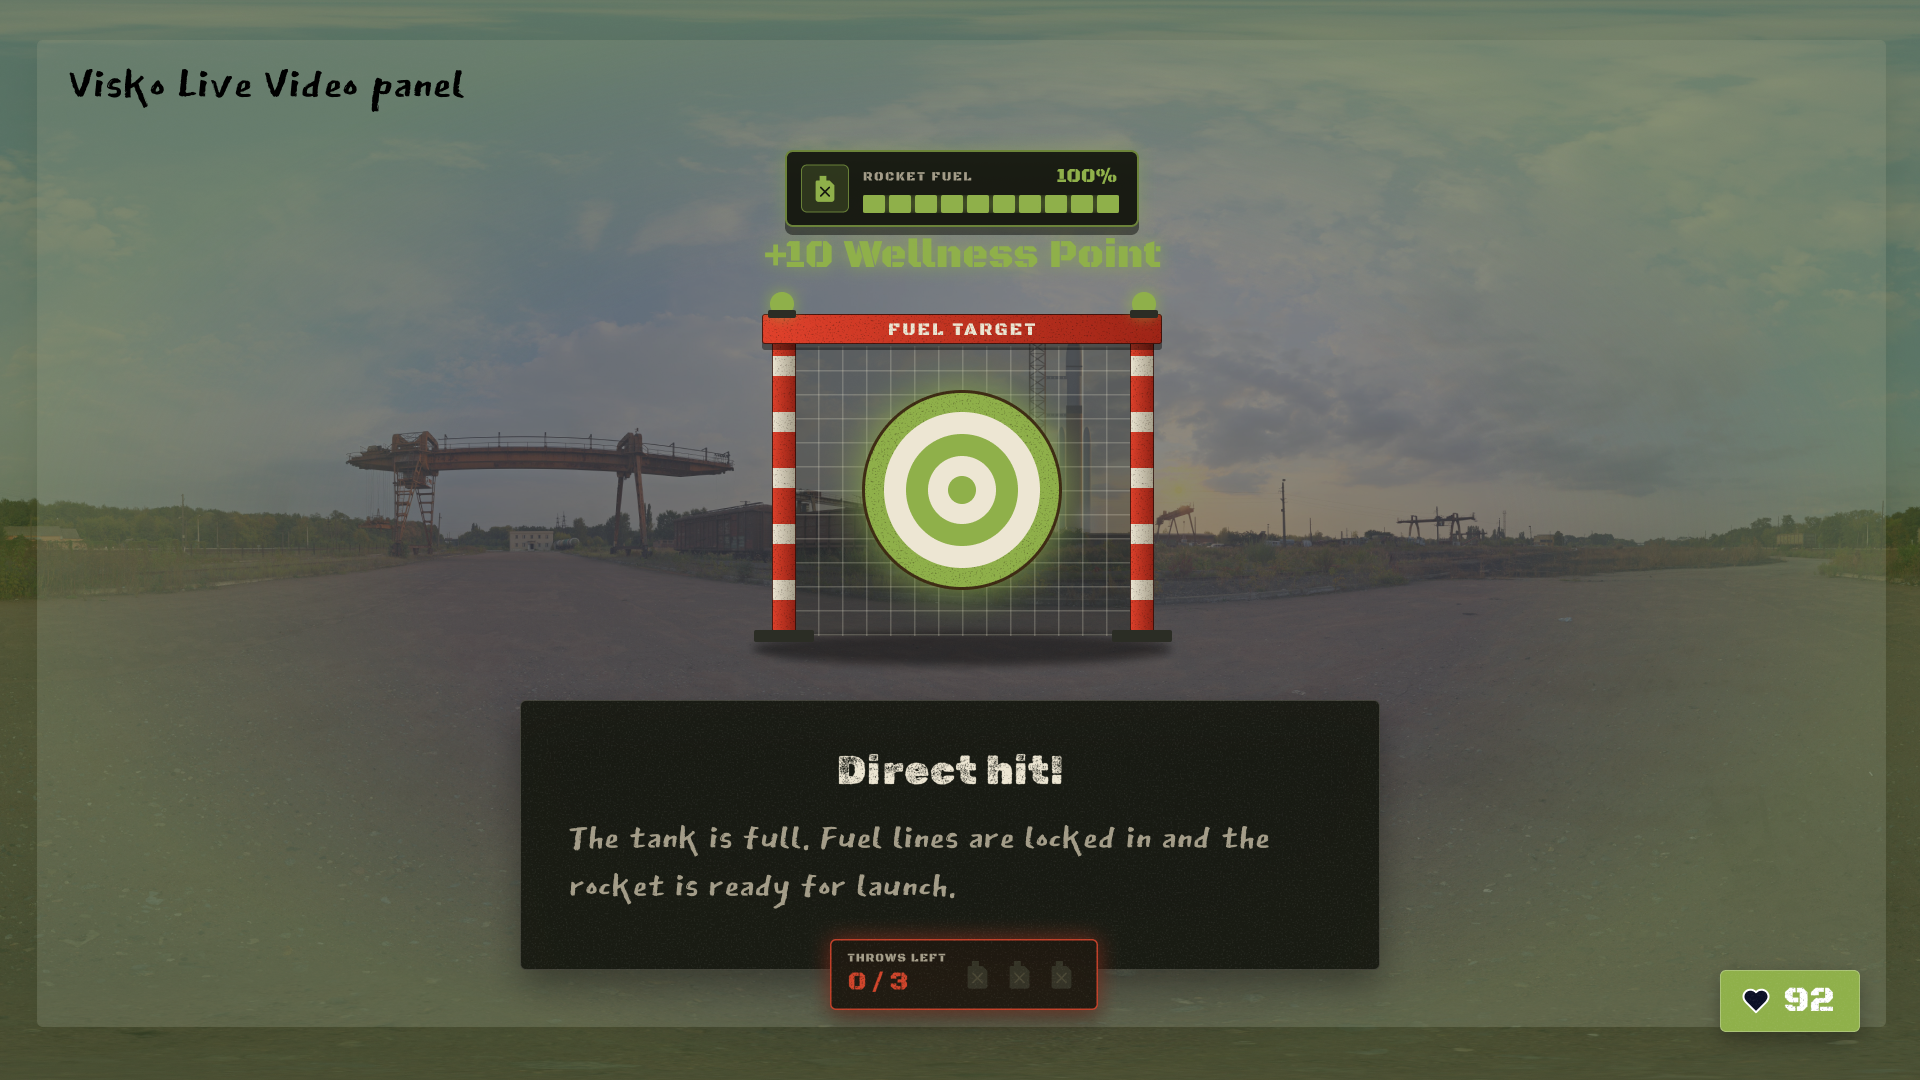 Visko Live Video panel
ROCKET FUEL
100%
+10 Wellness Point
FUEL TARGET
Direct hit!
The tank is full. Fuel lines are locked in and the
rocket is ready for launch.
THROWS LEFT
0 / 3
92